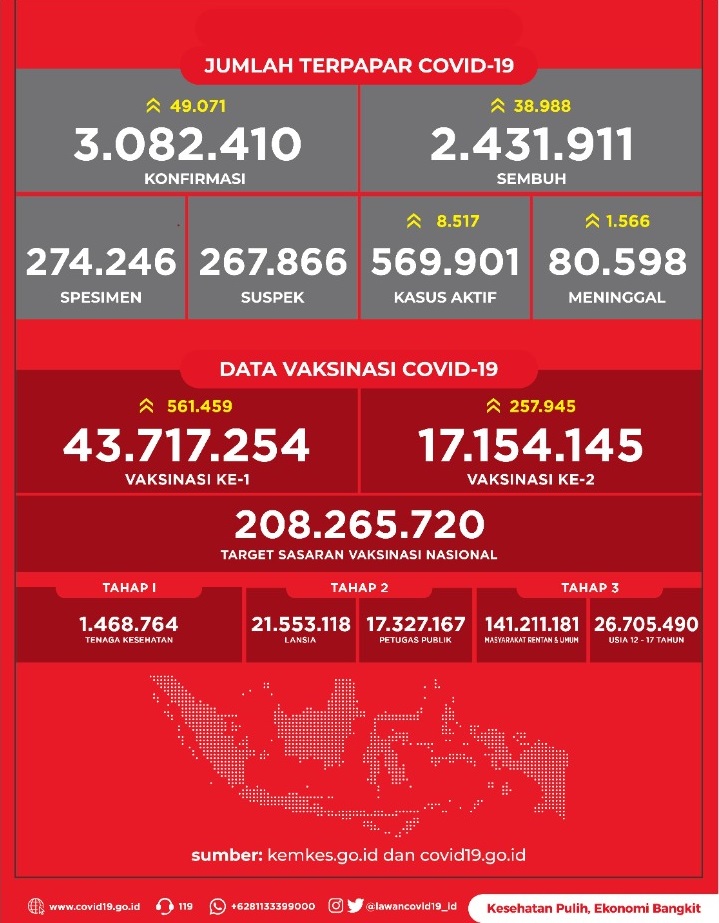 JUMLAH TERPAPAR COVID-19
49.071
3.082.410
KONFIRMASI
38.988
2.431.911
SEMBUH
274.246
SPESIMEN
267.866
SUSPEK
8.517
569.901
KASUS AKTIF
1.566
80.598
MENINGGAL
DATA VAKSINASI COVID-19
561.459
43.717.254
VAKSINASI KE-1
257.945
17.154.145
VAKSINASI KE-2
208.265.720
TARGET SASARAN VAKSINASI NASIONAL
TAHAP I
1.468.764
TENAGA KESEHATAN
TAHAP 2
21.553.118
LANSIA
17.327.167
PETUGAS PUBLIK
TAHAP 3
141.211.181
MASYARAKAT RENTAN & UMUM
26.705.490
USIA 12 - 17 TAHUN
sumber: kemkes.go.id dan covid19.go.id
www.covid19.go.id
119
+6281133399000
@lawancovid19_id
Kesehatan Pulih, Ekonomi Bangkit